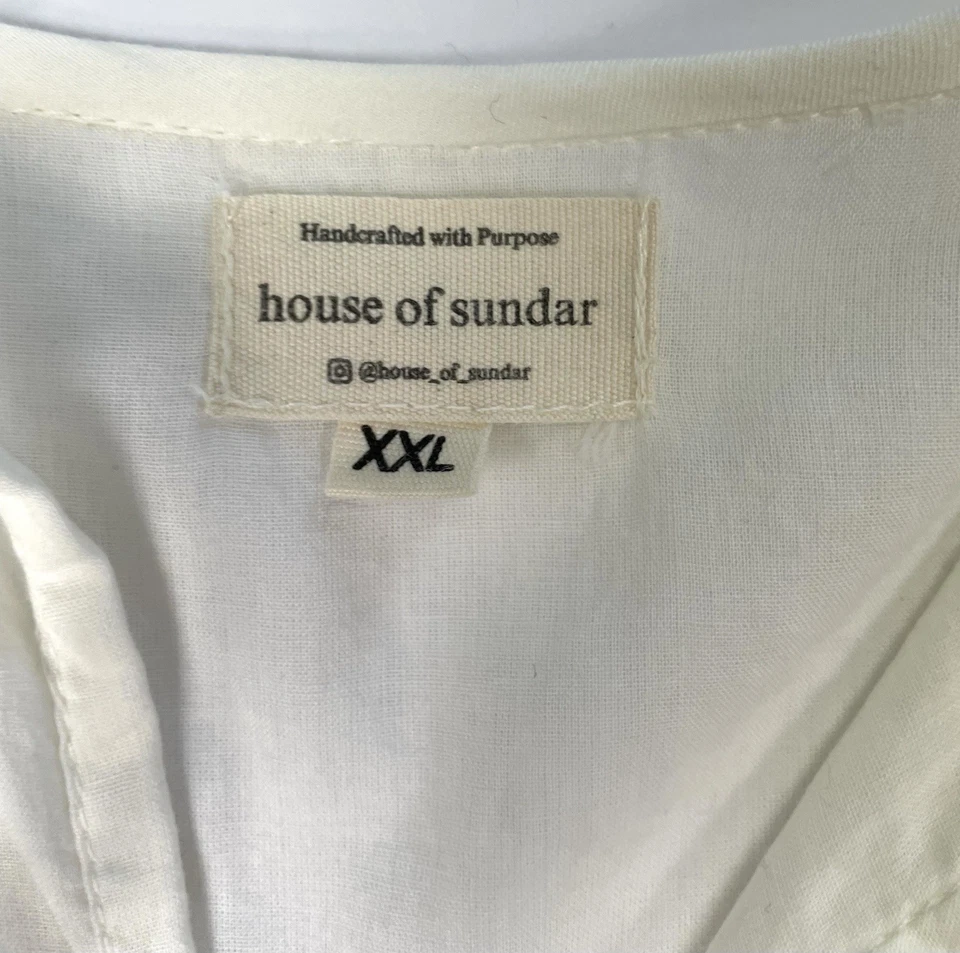 Handcrafted with Purpose
house of sundar
@house_of_sundar
XXL